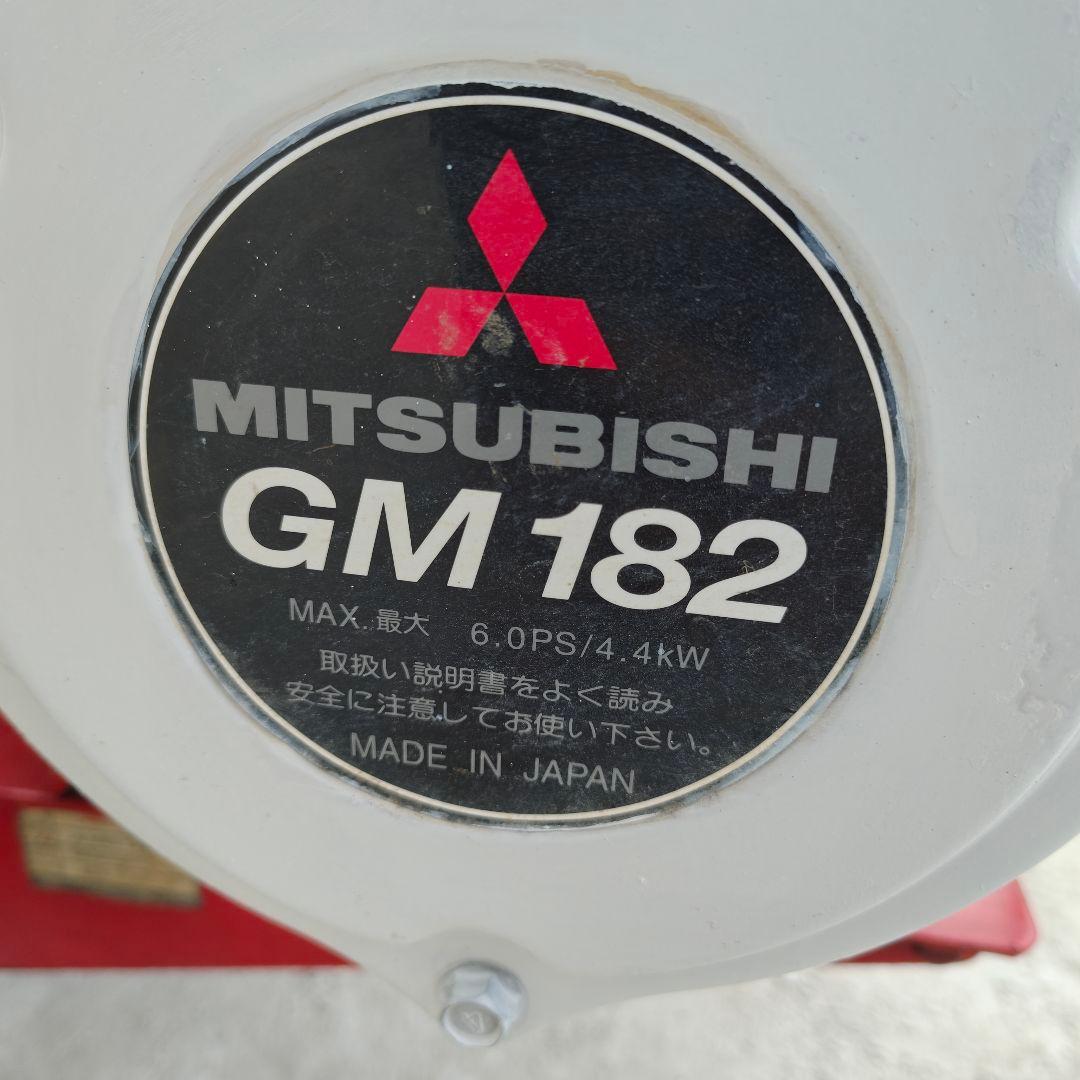 MITSUBISHI
GM 182
MAX. 最大 6.0PS/4.4kW
取扱い説明書をよく読み
安全に注意してお使い下さい。
MADE IN JAPAN